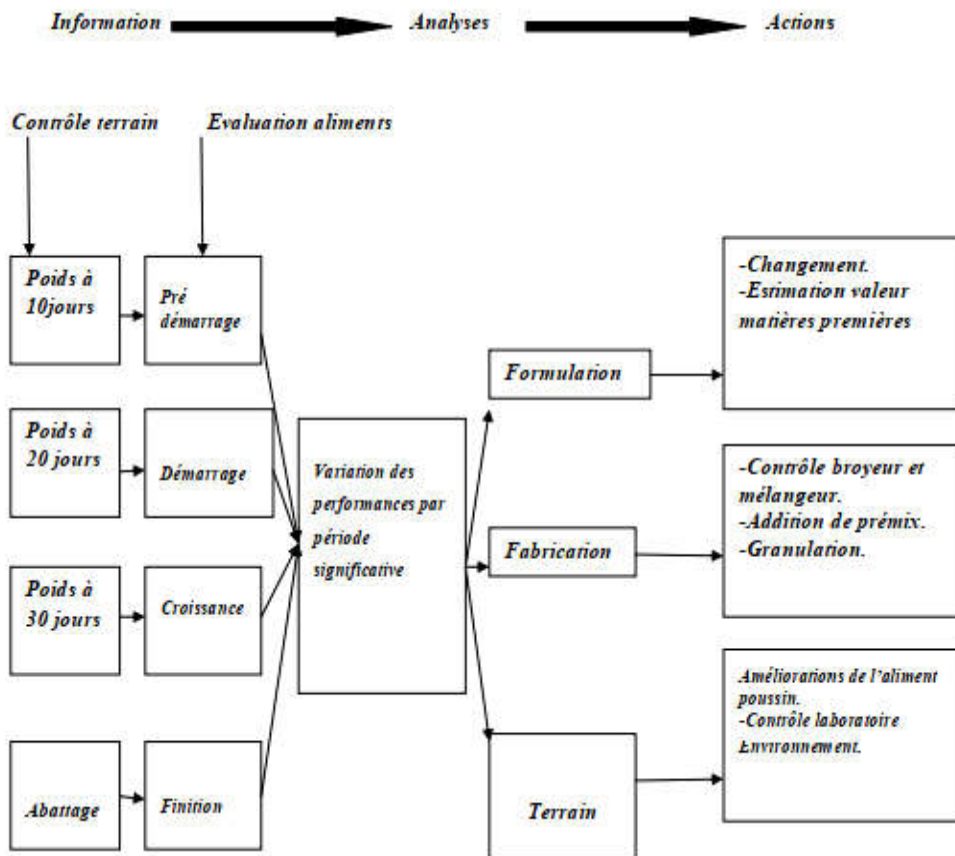 Information
Analyses
Actions
Contrôle terrain
Evaluation aliments
Poids à
10jours
Pré
démarrage
Poids à
20 jours
Démarrage
Poids à
30 jours
Croissance
Abattage
Finition
Variation des
performances par
période
significative
Formulation
Fabrication
Terrain
-Changement.
-Estimation valeur
matières premières
-Contrôle broyeur et
mélangeur.
-Addition de prémix.
-Granulation.
Améliorations de l'aliment
poussin.
-Contrôle laboratoire
Environnement.